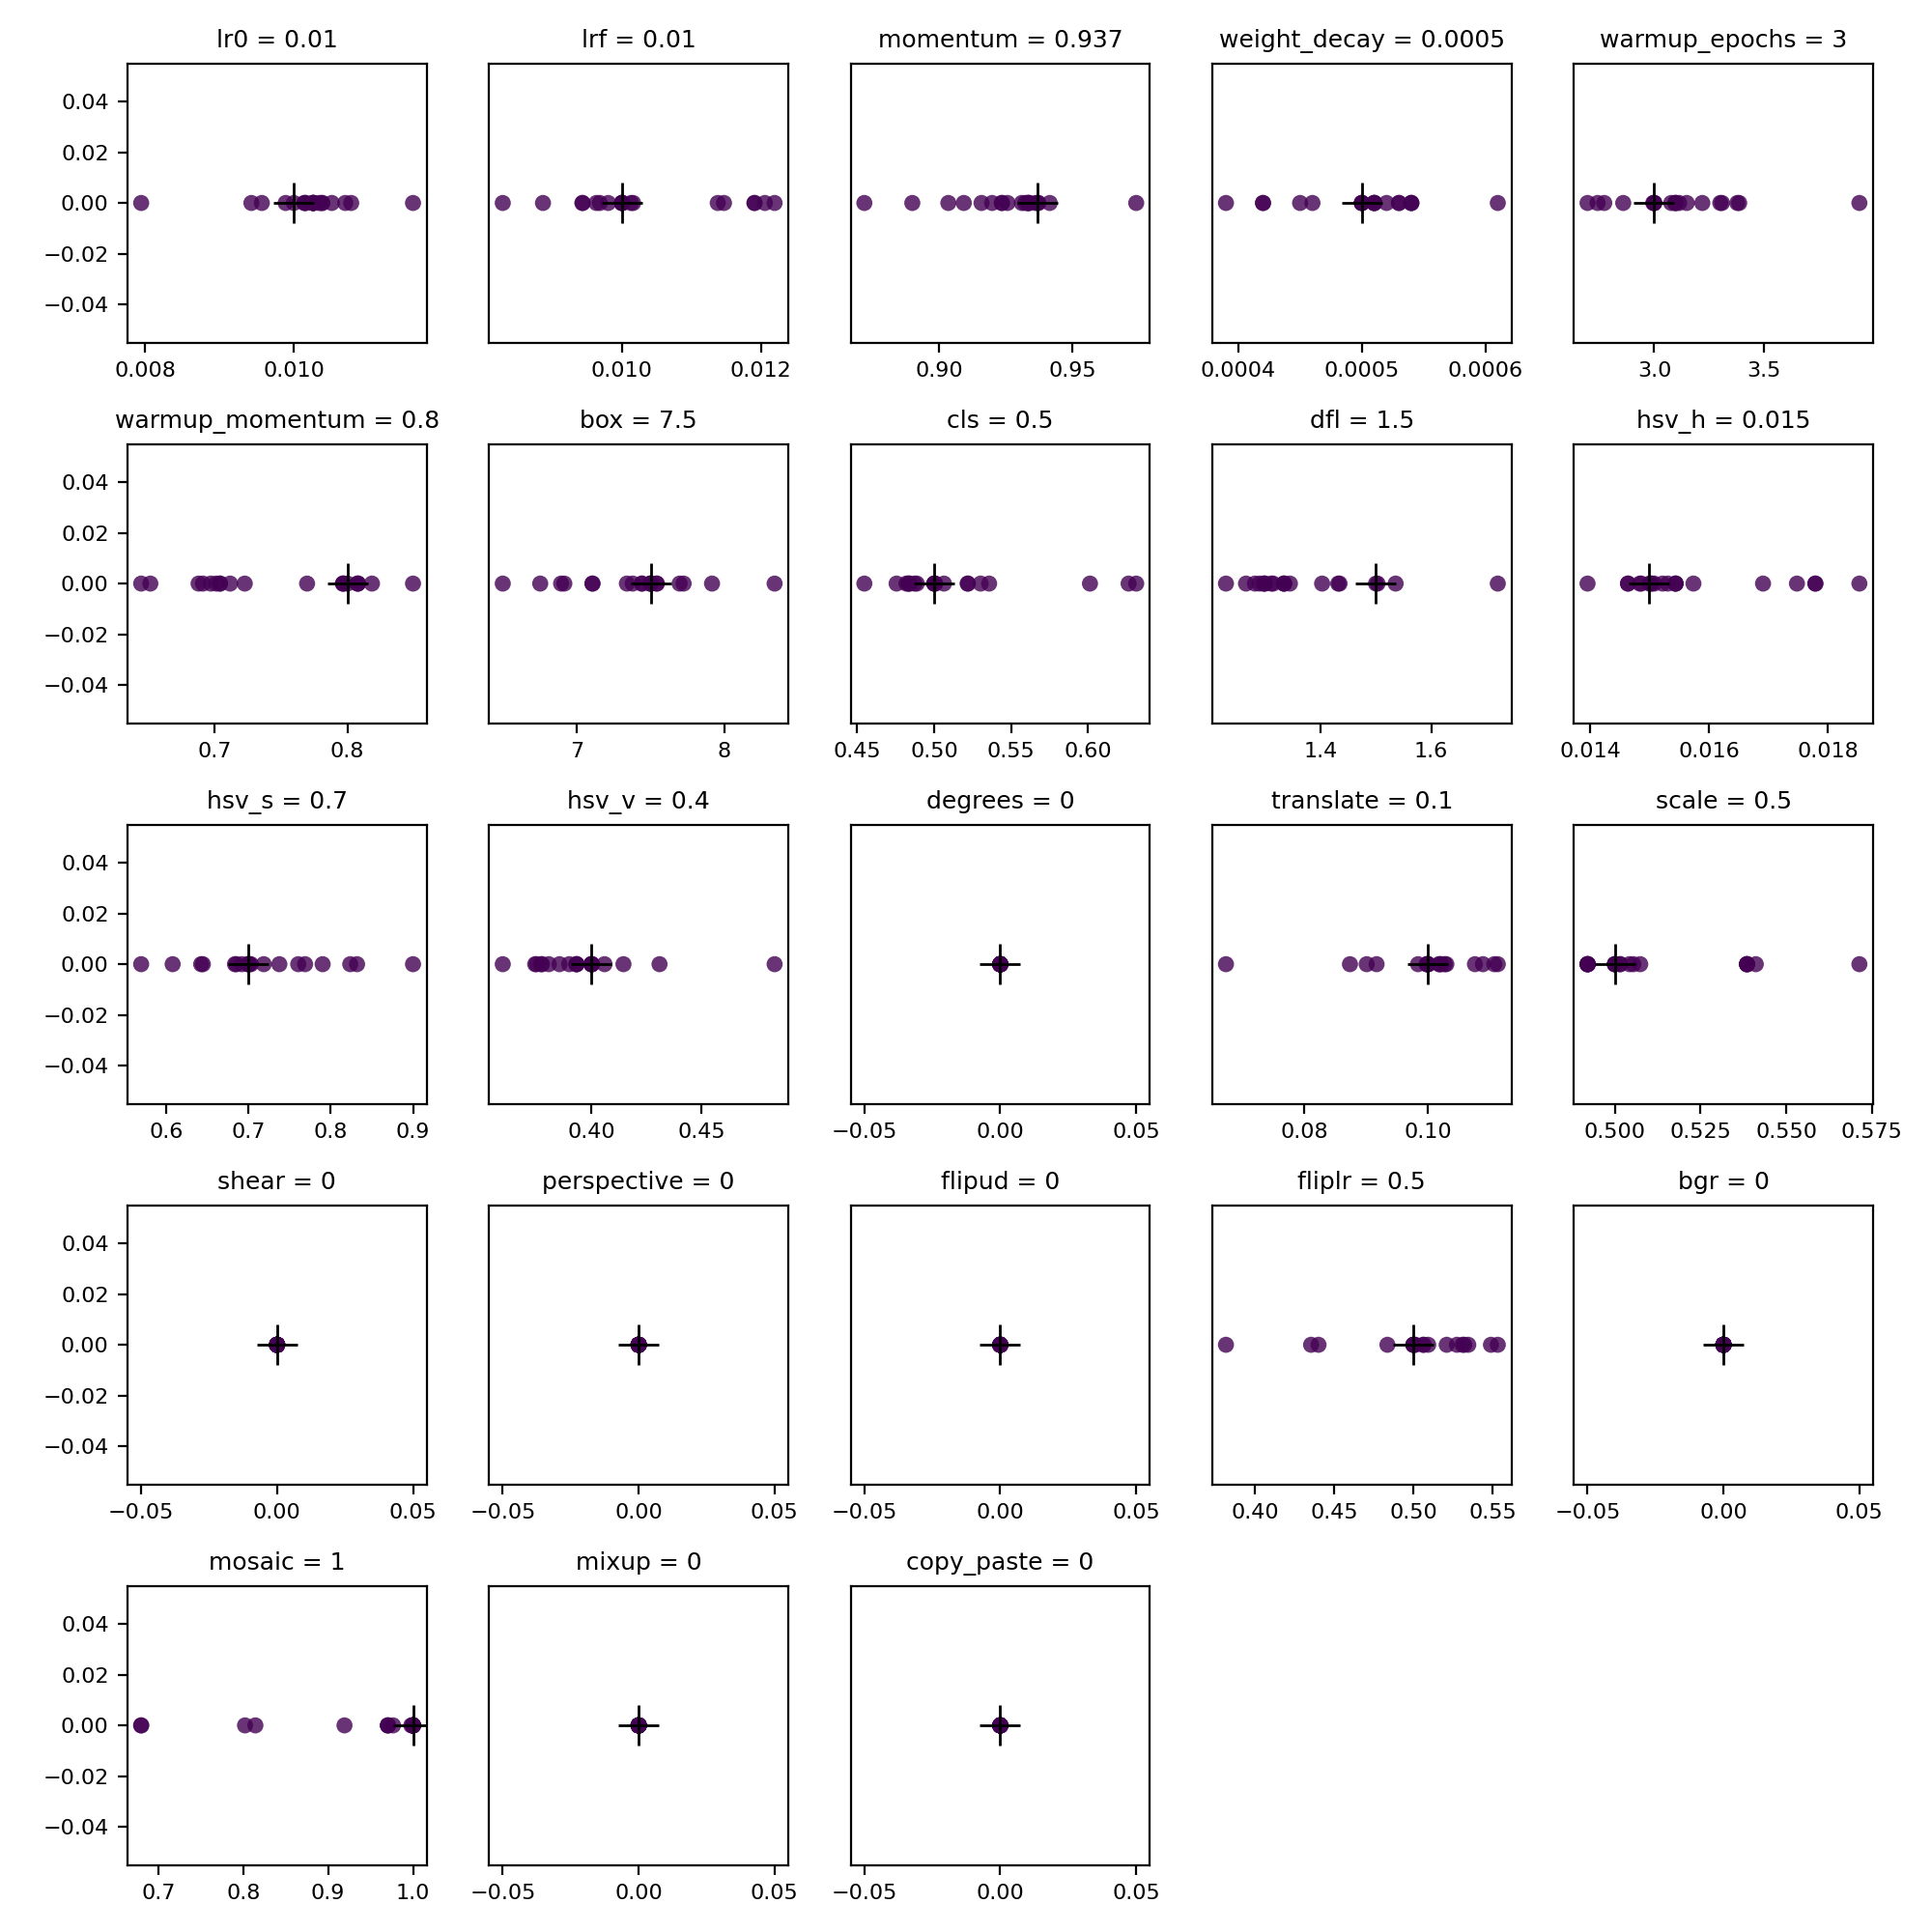 lr0 = 0.01
lrf = 0.01
momentum = 0.937
weight_decay = 0.0005
warmup_epochs = 3
0.04
0.02
0.00
−0.02
−0.04
0.008 0.010
0.010 0.012
0.90 0.95
0.0004 0.0005 0.0006
3.0 3.5
warmup_momentum = 0.8
box = 7.5
cls = 0.5
dfl = 1.5
hsv_h = 0.015
0.04
0.02
0.00
−0.02
−0.04
0.7 0.8
7 8
0.45 0.50 0.55 0.60
1.4 1.6
0.014 0.016 0.018
hsv_s = 0.7
hsv_v = 0.4
degrees = 0
translate = 0.1
scale = 0.5
0.04
0.02
0.00
−0.02
−0.04
0.6 0.7 0.8 0.9
0.40 0.45
−0.05 0.00 0.05
0.08 0.10
0.500 0.525 0.550 0.575
shear = 0
perspective = 0
flipud = 0
fliplr = 0.5
bgr = 0
0.04
0.02
0.00
−0.02
−0.04
−0.05 0.00 0.05
−0.05 0.00 0.05
−0.05 0.00 0.05
0.40 0.45 0.50 0.55
−0.05 0.00 0.05
mosaic = 1
mixup = 0
copy_paste = 0
0.04
0.02
0.00
−0.02
−0.04
0.7 0.8 0.9 1.0
−0.05 0.00 0.05
−0.05 0.00 0.05